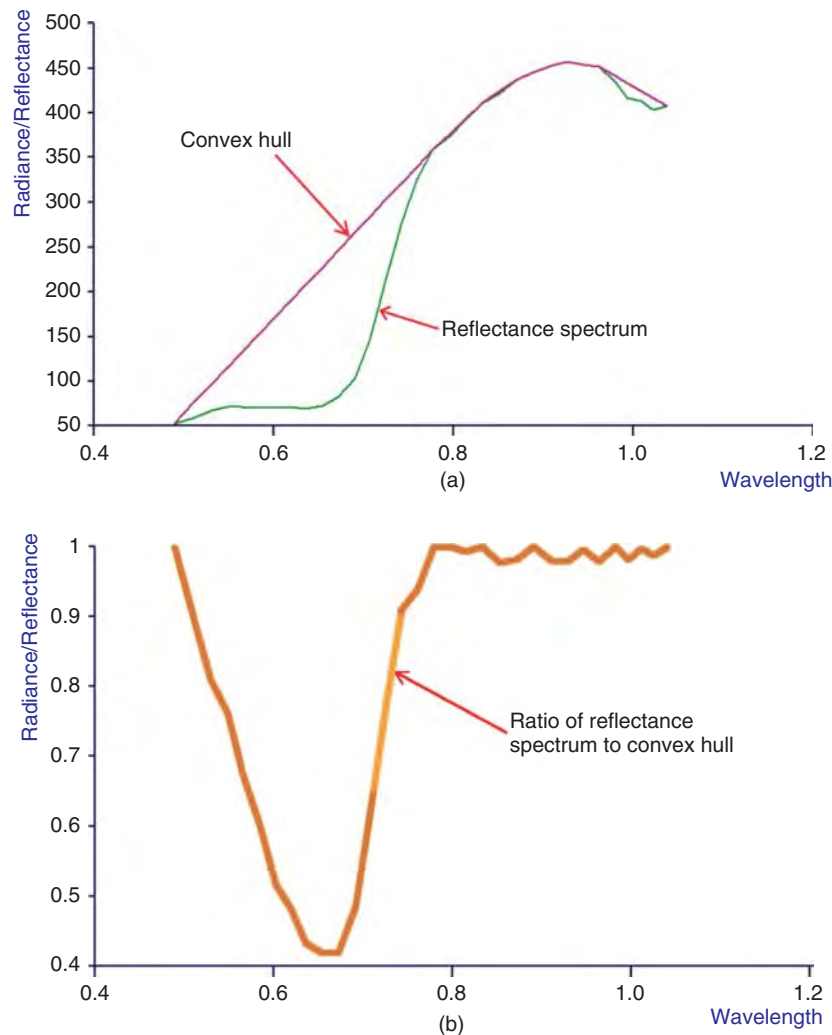 Radiance/Reflectance
500
450
400
350
300
250
200
150
100
50
Convex hull
Reflectance spectrum
0.4
0.6
0.8
1.0
1.2
(a)
Wavelength
Radiance/Reflectance
1
0.9
0.8
0.7
0.6
0.5
0.4
Ratio of reflectance
spectrum to convex hull
0.4
0.6
0.8
1.0
1.2
Wavelength
(b)